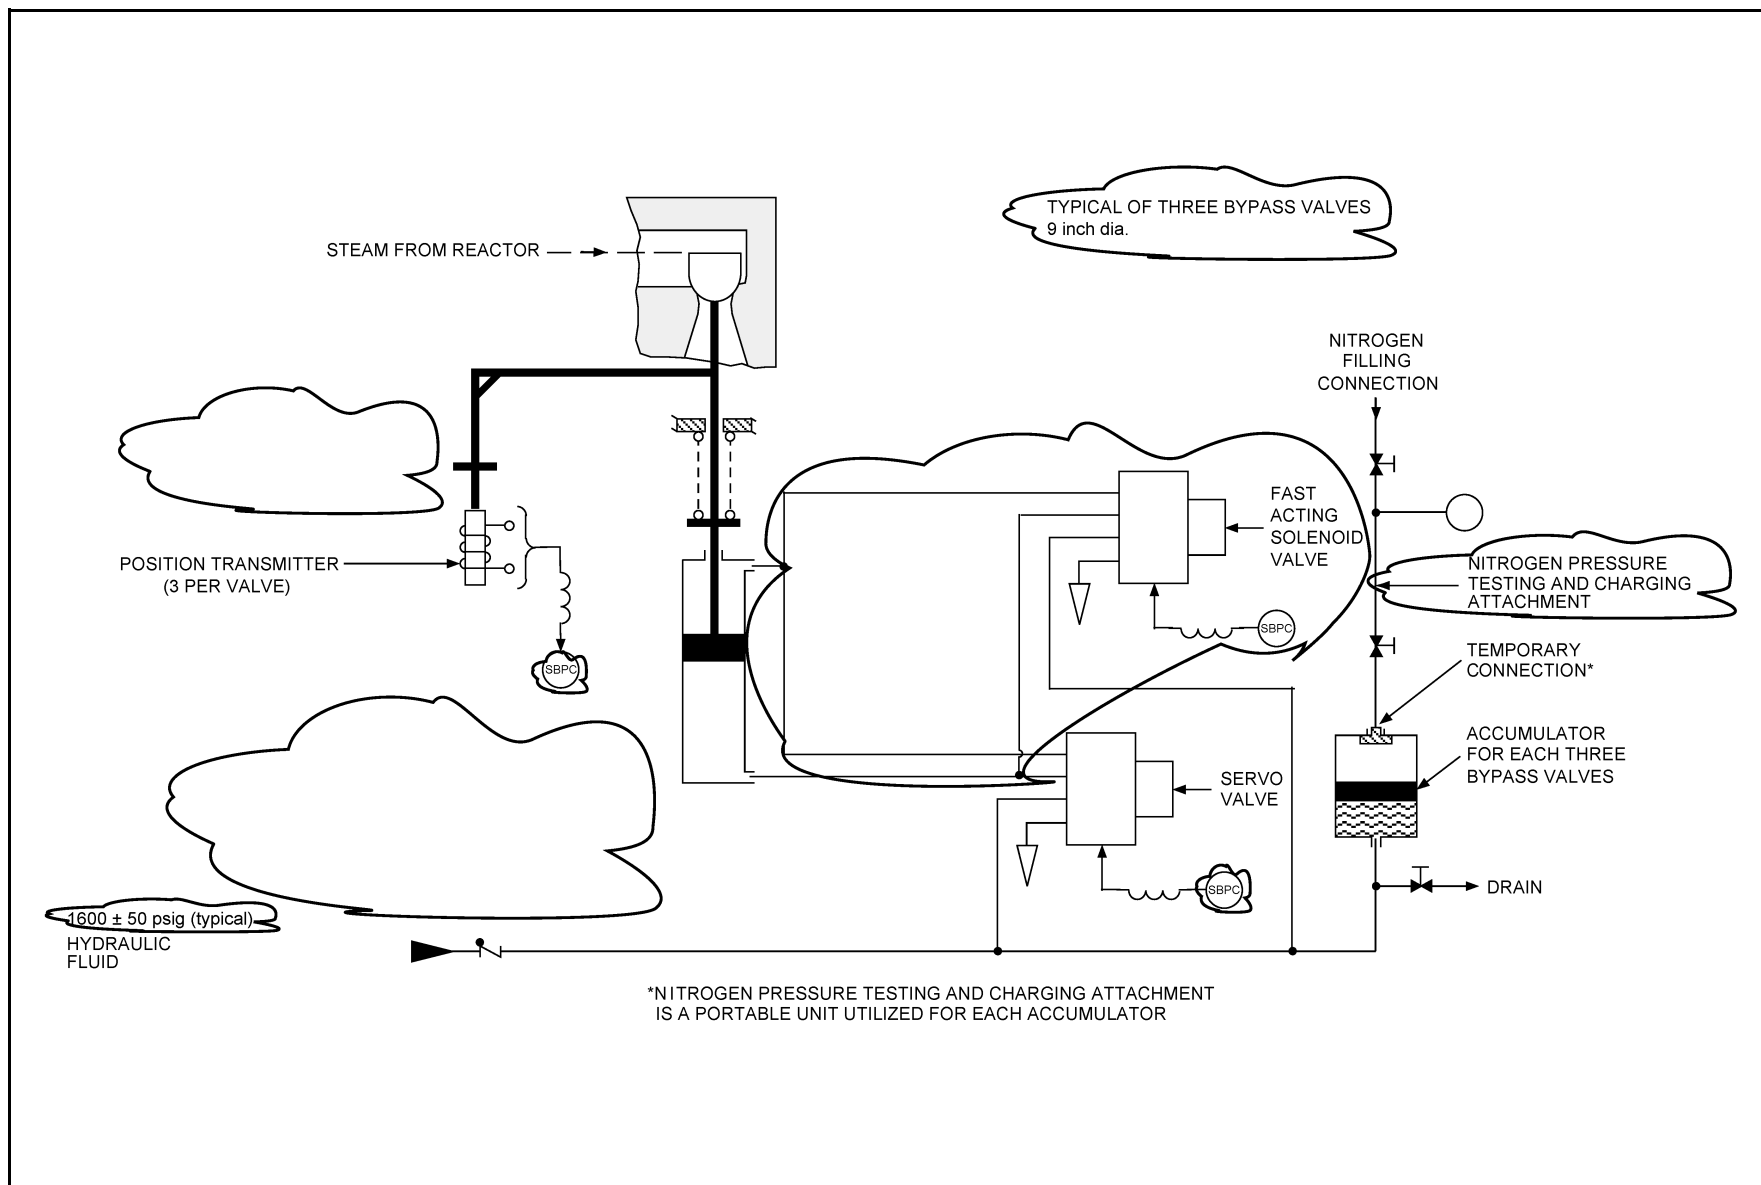 TYPICAL OF THREE BYPASS VALVES
9 inch dia.
STEAM FROM REACTOR
NITROGEN
FILLING
CONNECTION
FAST
ACTING
SOLENOID
VALVE
POSITION TRANSMITTER
(3 PER VALVE)
NITROGEN PRESSURE
TESTING AND CHARGING
ATTACHMENT
SBPC
SBPC
TEMPORARY
CONNECTION*
ACCUMULATOR
FOR EACH THREE
BYPASS VALVES
SERVO
VALVE
SBPC
DRAIN
1600 ± 50 psig (typical)
HYDRAULIC
FLUID
*NITROGEN PRESSURE TESTING AND CHARGING ATTACHMENT
IS A PORTABLE UNIT UTILIZED FOR EACH ACCUMULATOR